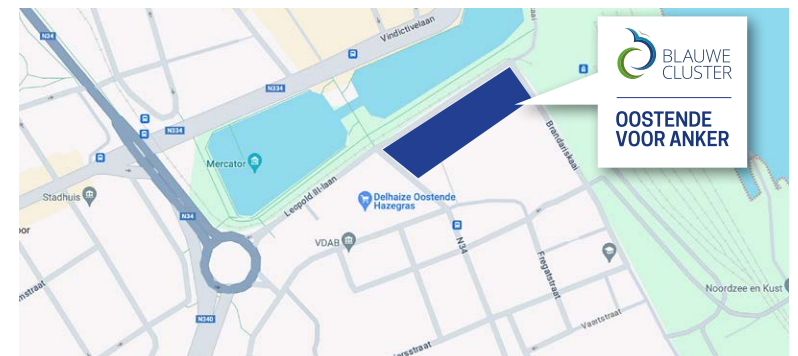 N34
Vindictivelaan
N334
N334
BLAUWE
CLUSTER
OOSTENDE
VOOR ANKER
Mercator
Brandariskaai
Stadhuis
Leopold III-laan
Delhaize Oostende
Hazegras
N34
VDAB
N34
Fregatstraat
Noordzee en Kust
N340
Vaartstraat